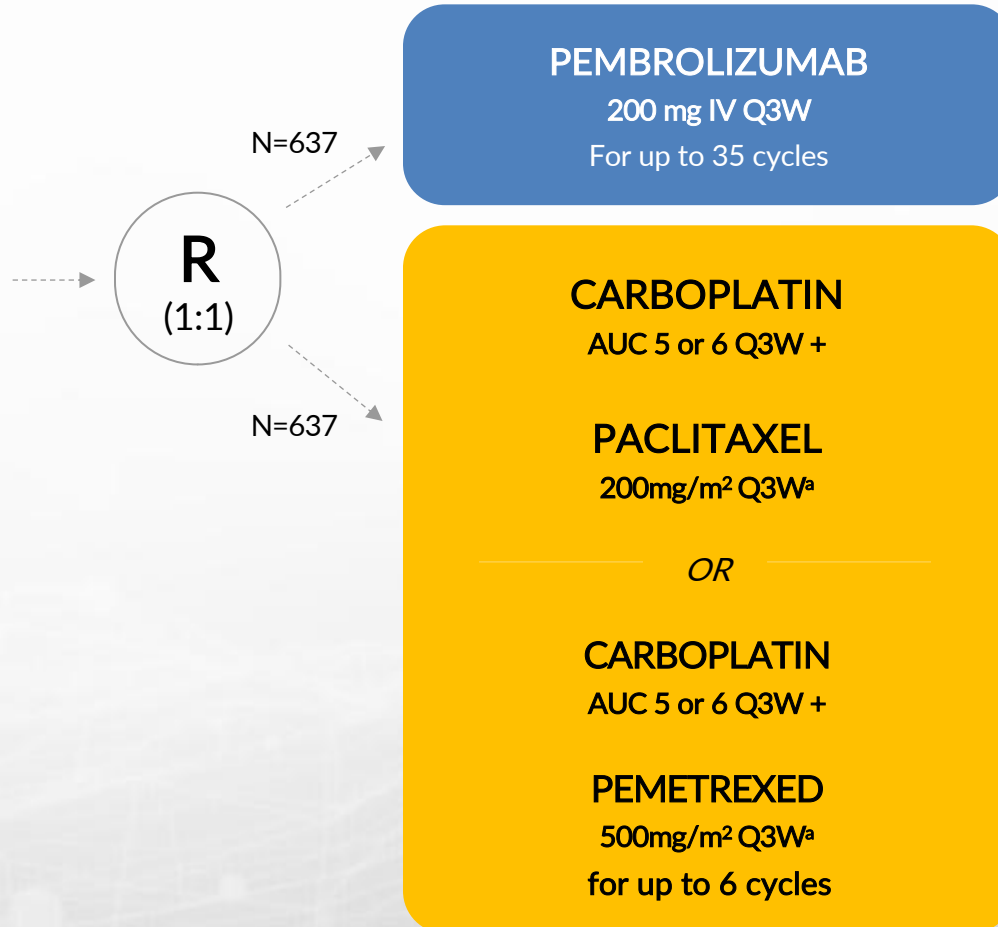 PEMBROLIZUMAB
200 mg IV Q3W
For up to 35 cycles
N=637
R
(1:1)
N=637
CARBOPLATIN
AUC 5 or 6 Q3W +
PACLITAXEL
200mg/m² Q3Wᵃ
OR
CARBOPLATIN
AUC 5 or 6 Q3W +
PEMETREXED
500mg/m² Q3Wᵃ
for up to 6 cycles